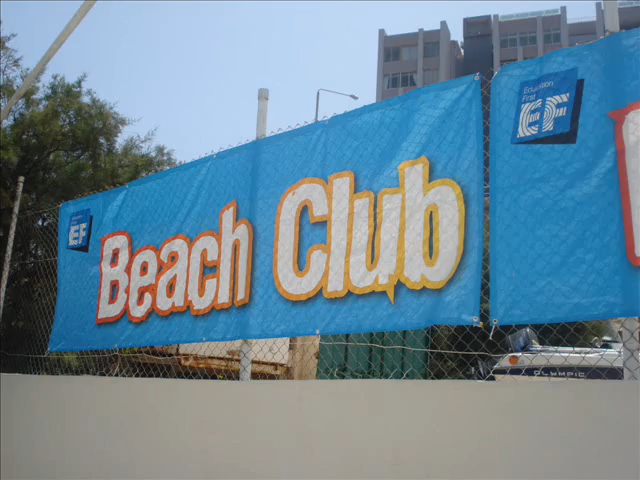 EF
Beach Club
Education
First
EF
OLYMPIC